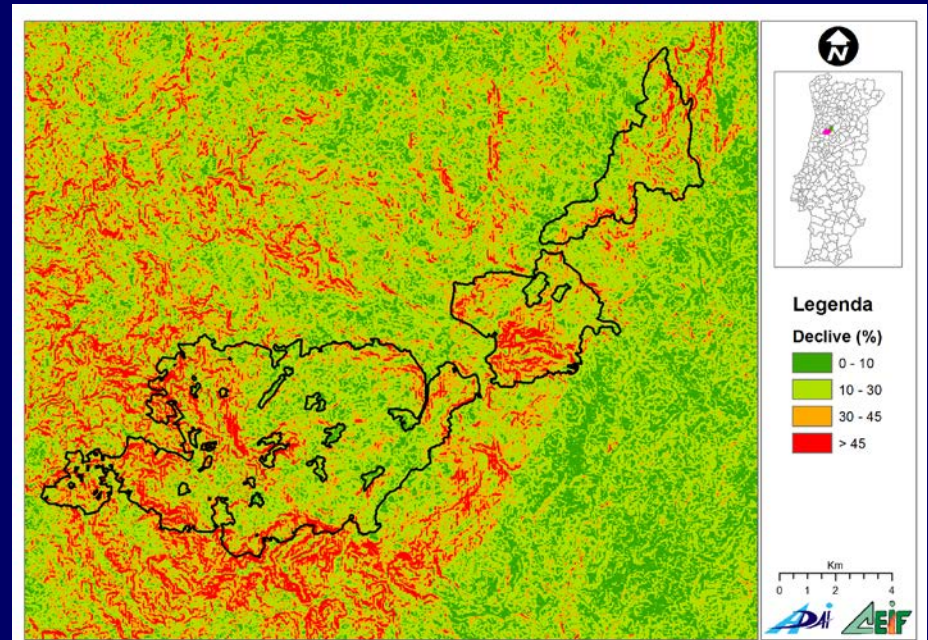 N
Legenda
Declive (%)
0 - 10
10 - 30
30 - 45
> 45
Km
0 1 2 4
ADAI CEIF